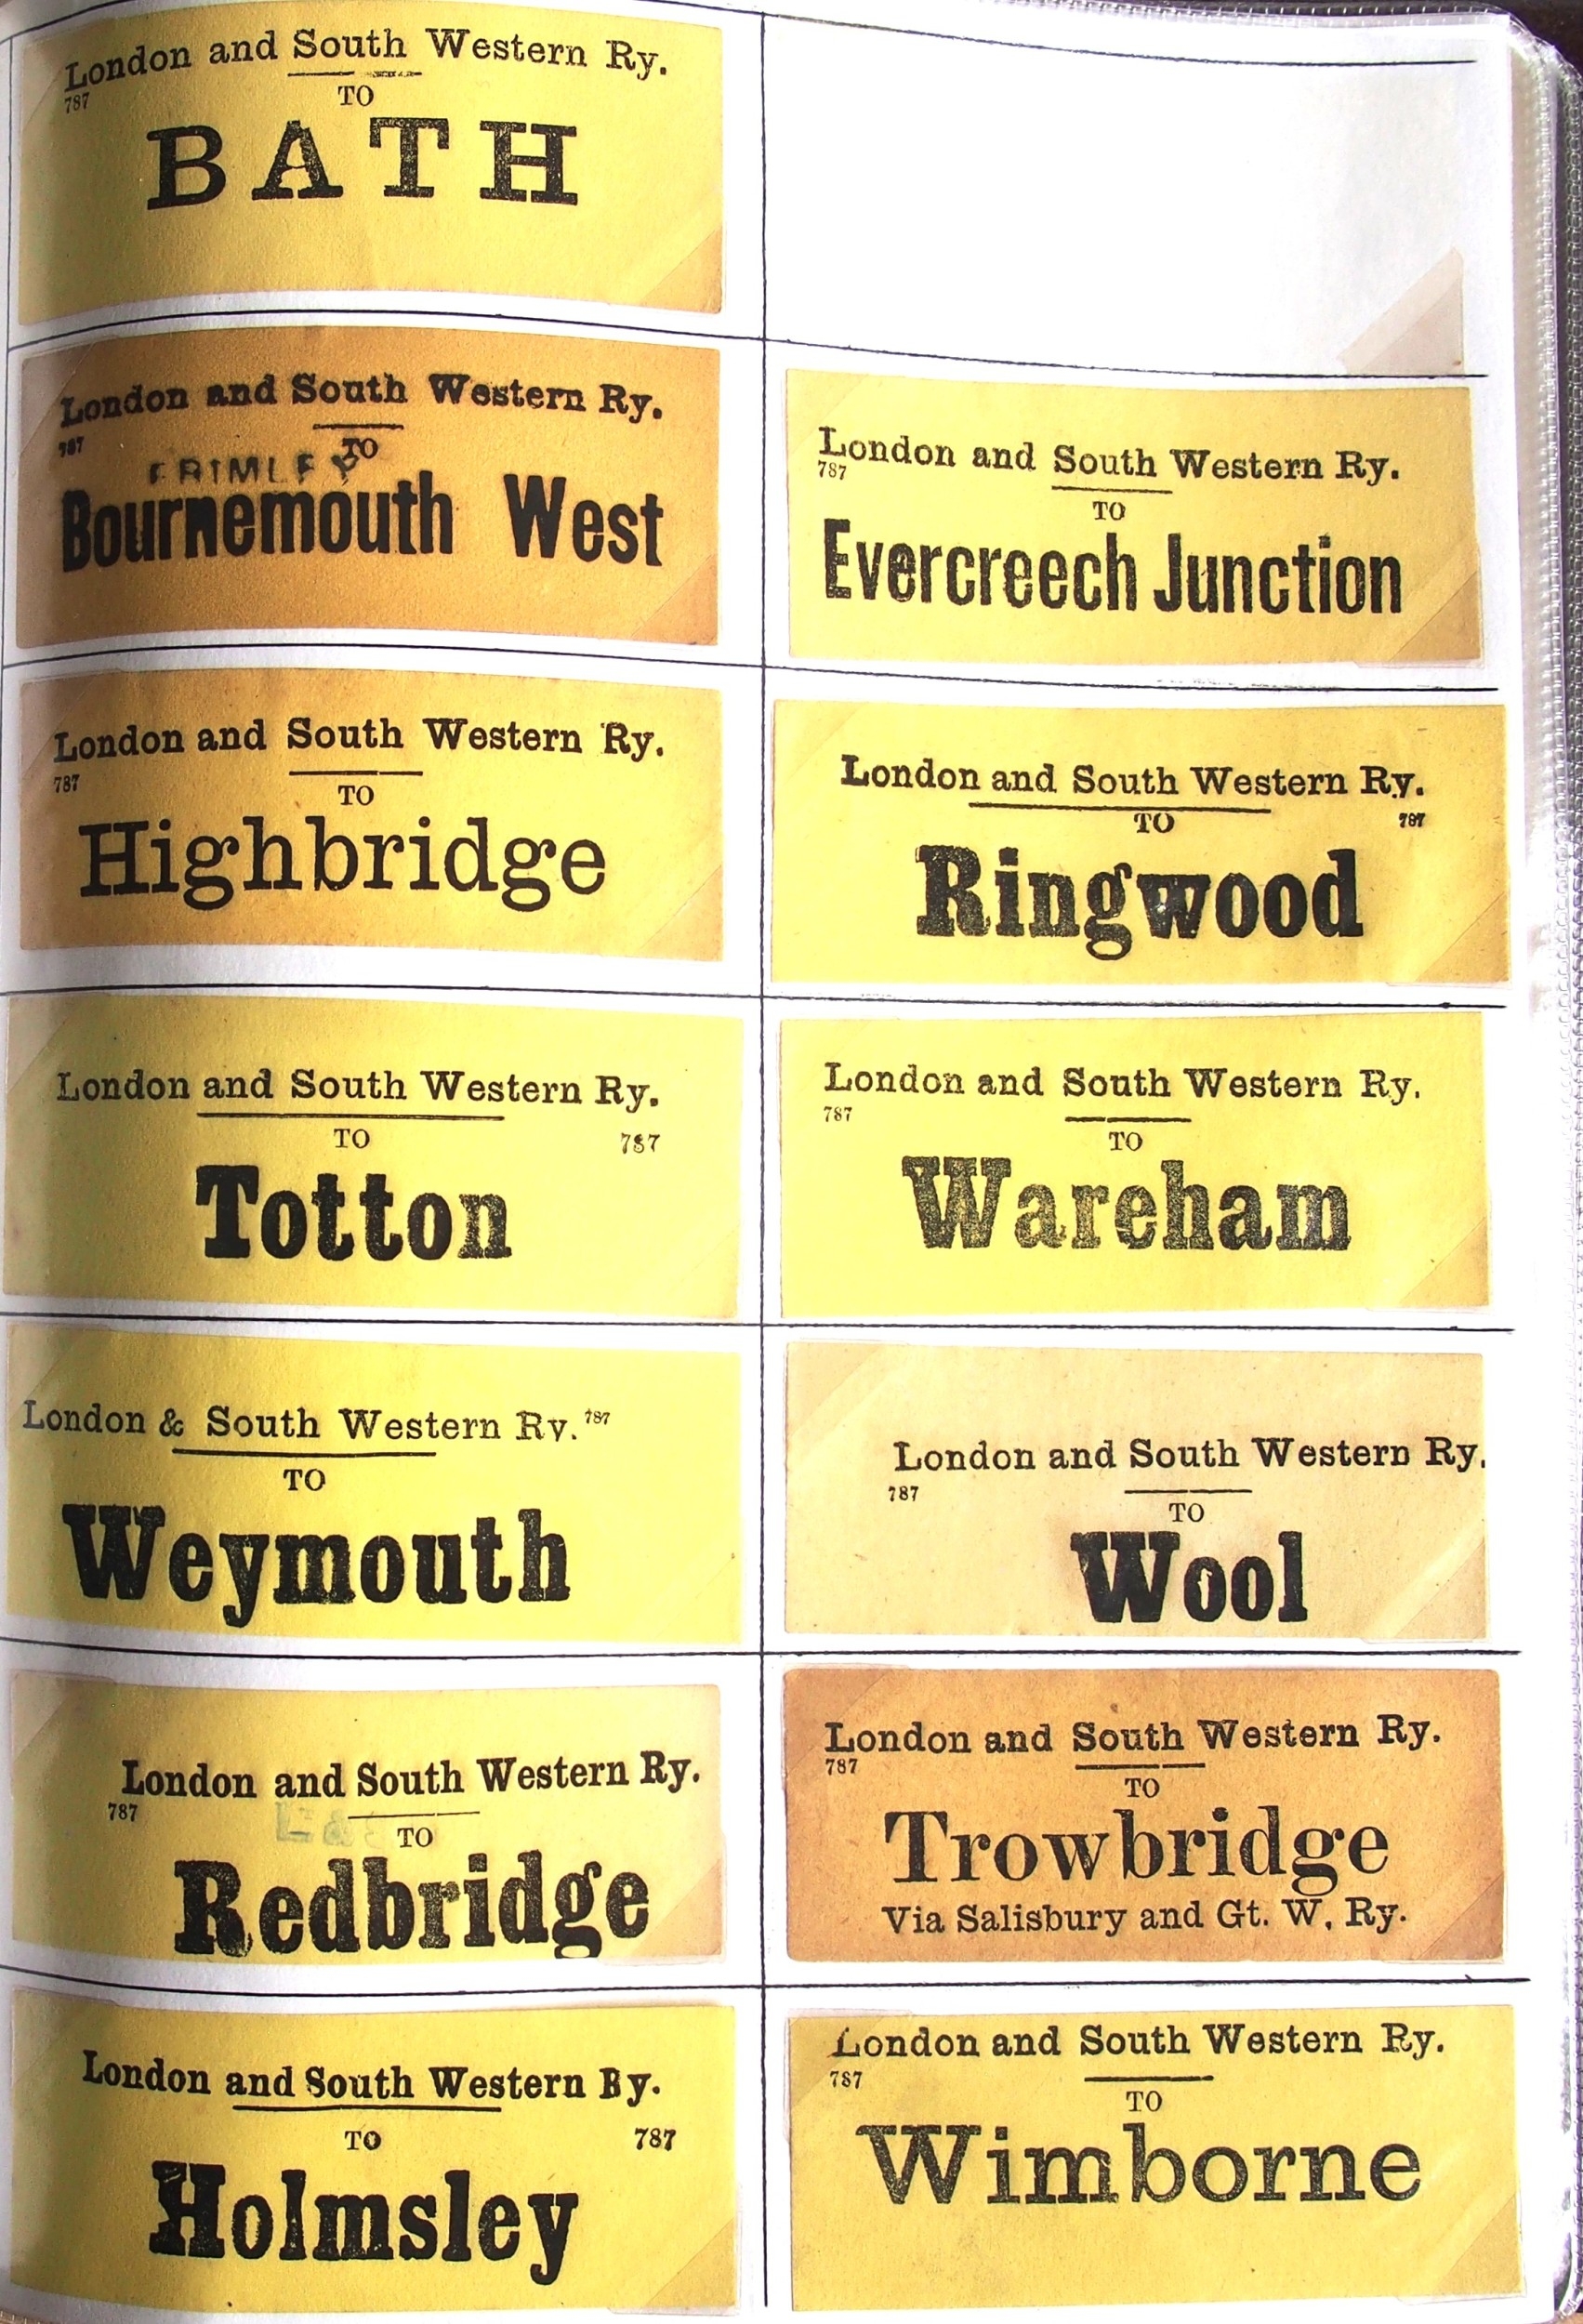 London and South Western Ry.
787
TO
BATH
London and South Western Ry.
787
TO
FRIMLEY
Bournemouth West
London and South Western Ry.
787
TO
Evercreech Junction
London and South Western Ry.
787
TO
Highbridge
London and South Western Ry.
TO 787
Ringwood
London and South Western Ry.
TO 787
Totton
London and South Western Ry.
787
TO
Wareham
London & South Western Ry. 787
TO
Weymouth
London and South Western Ry.
787
TO
Wool
London and South Western Ry.
787
TO
Redbridge
London and South Western Ry.
787
TO
Trowbridge
Via Salisbury and Gt. W. Ry.
London and South Western By.
TO 787
Holmsley
London and South Western Ry.
787
TO
Wimborne